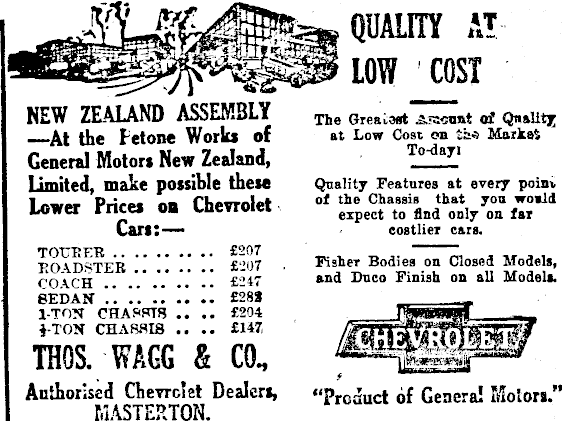 NEW ZEALAND ASSEMBLY
—At the Petone Works of
General Motors New Zealand,
Limited, make possible these
Lower Prices on Chevrolet
Cars:—
TOURER .. .. .. .. .. £207
ROADSTER .. .. .. .. £207
COACH .. .. .. .. .. £247
SEDAN .. .. .. .. .. £282
1-TON CHASSIS .. .. £204
½-TON CHASSIS .. .. £147
THOS. WAGG & CO.,
Authorised Chevrolet Dealers,
MASTERTON.
QUALITY AT
LOW COST
The Greatest Amount of Quality
at Low Cost on the Market
To-day!
Quality Features at every point
of the Chassis that you would
expect to find only on far
costlier cars.
Fisher Bodies on Closed Models,
and Duco Finish on all Models.
CHEVROLET
"Product of General Motors."